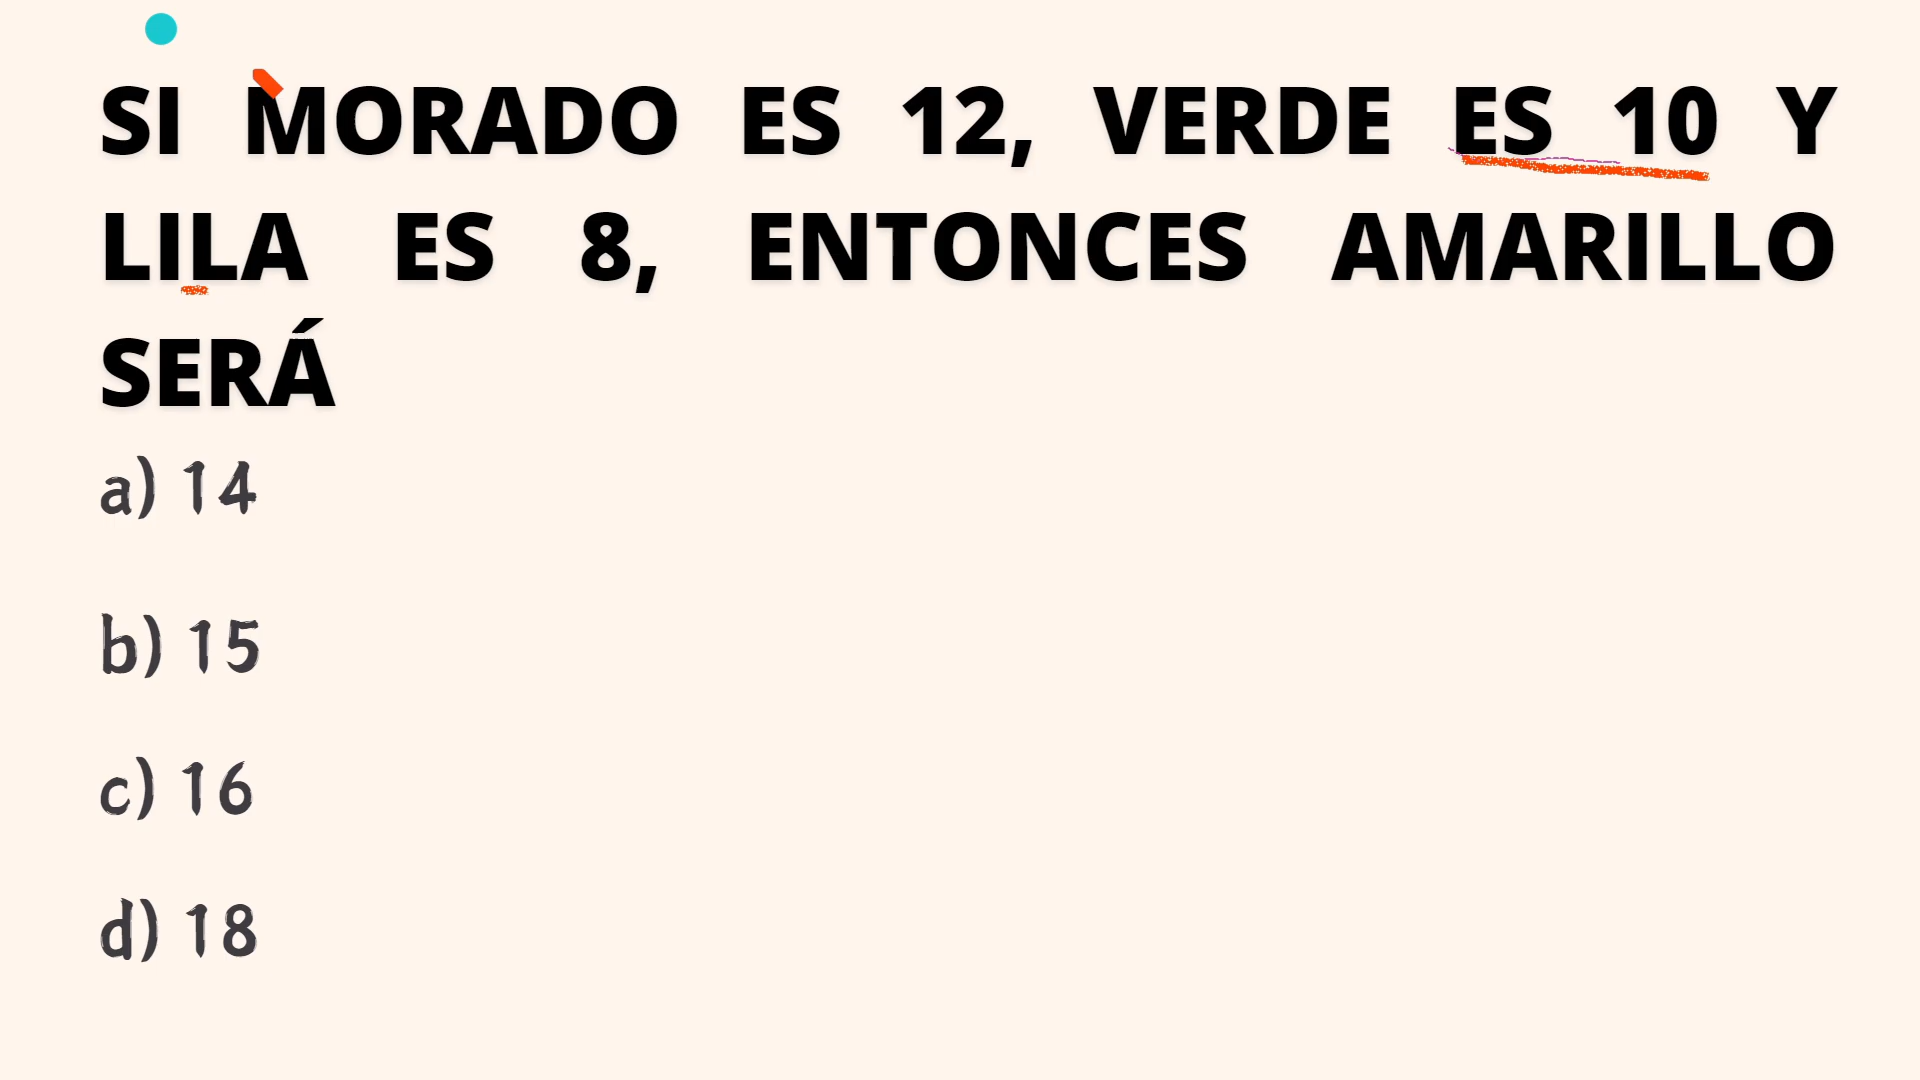 SI MORADO ES 12, VERDE ES 10 Y
LILA ES 8, ENTONCES AMARILLO
SERÁ
a) 14
b) 15
c) 16
d) 18